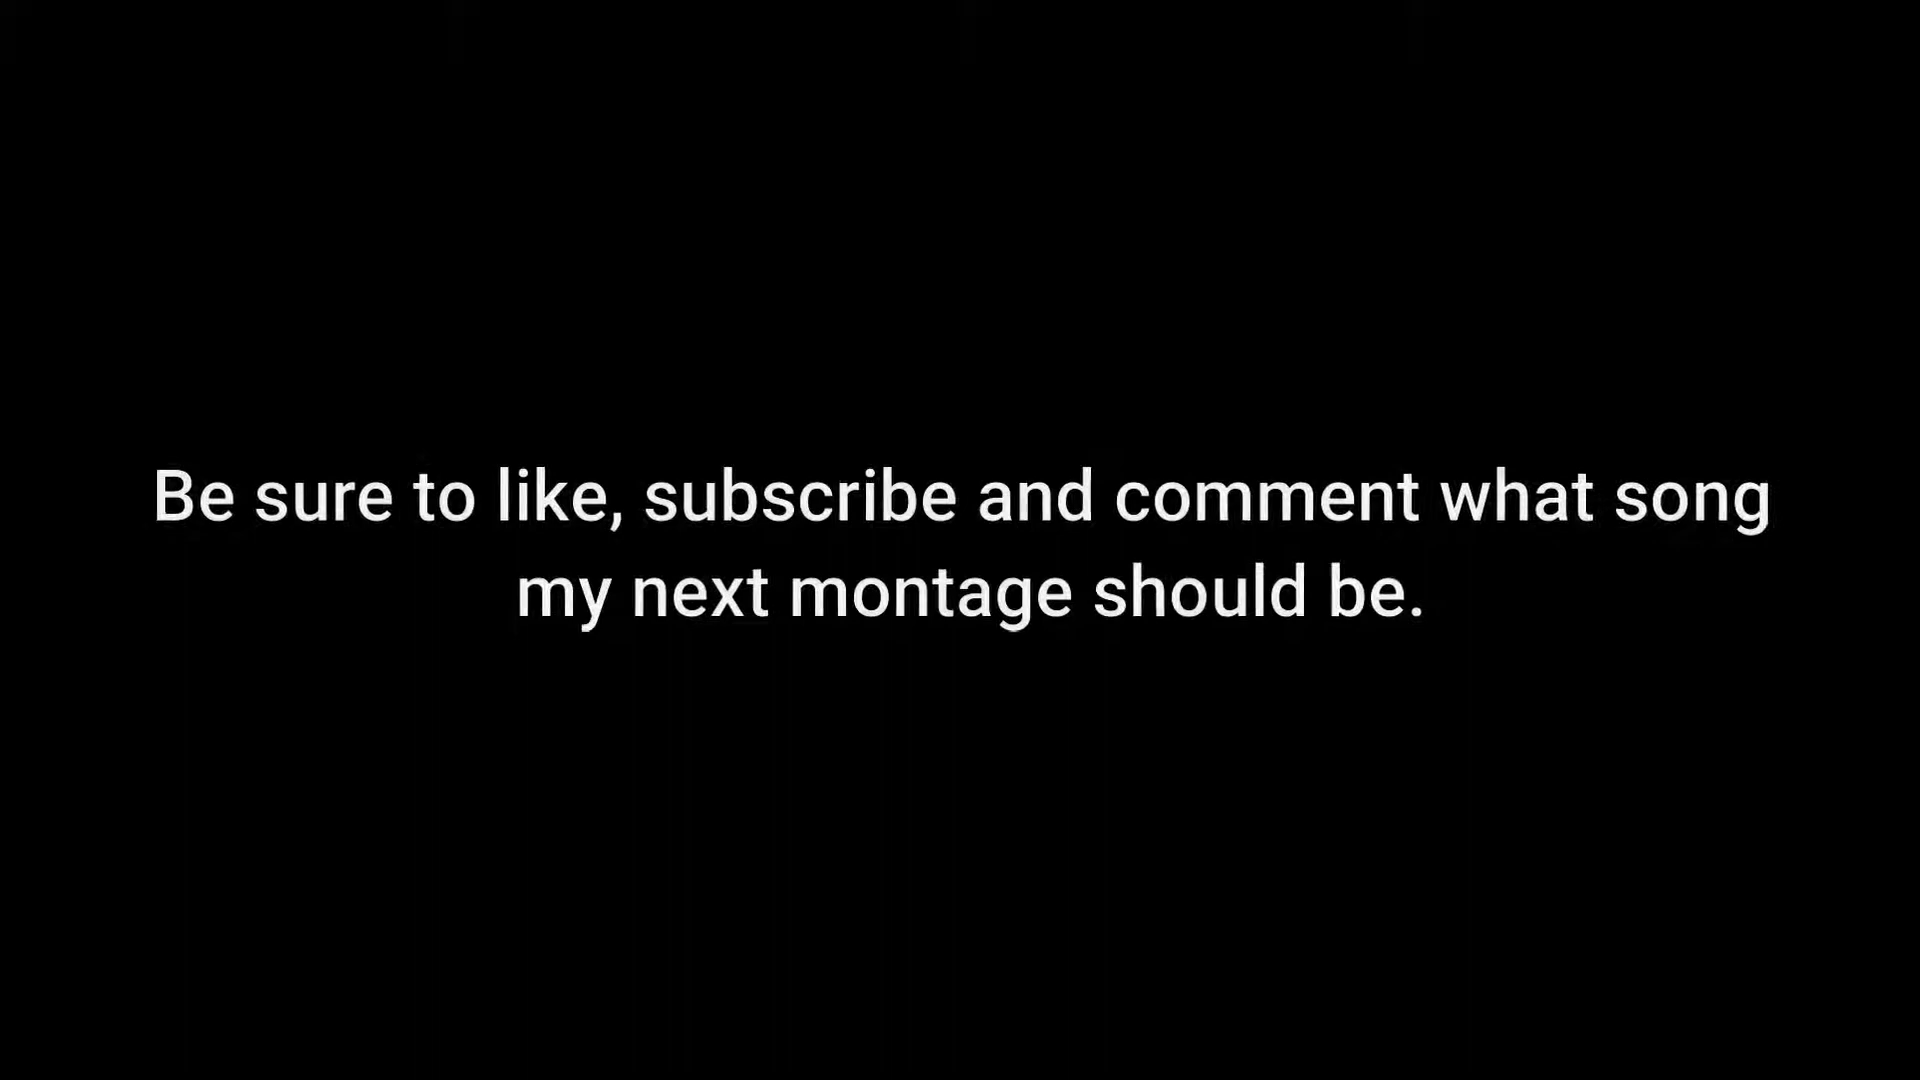 Be sure to like, subscribe and comment what song
my next montage should be.